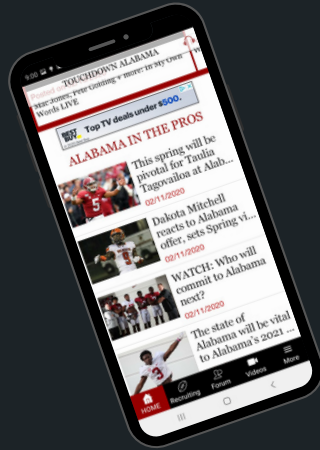 9:00
TOUCHDOWN ALABAMA
Mac Jones, Pete Golding + more: In My Own
Words LIVE
BEST BUY
Top TV deals under $500.
ALABAMA IN THE PROS
This spring will be
pivotal for Taulia
Tagovailoa at Alab...
02/11/2020
Dakota Mitchell
reacts to Alabama
offer, sets Spring vi...
02/11/2020
WATCH: Who will
commit to Alabama
next?
02/11/2020
The state of
Alabama will be vital
to Alabama's 2021 ...
HOME
Recruiting
Forum
Videos
More